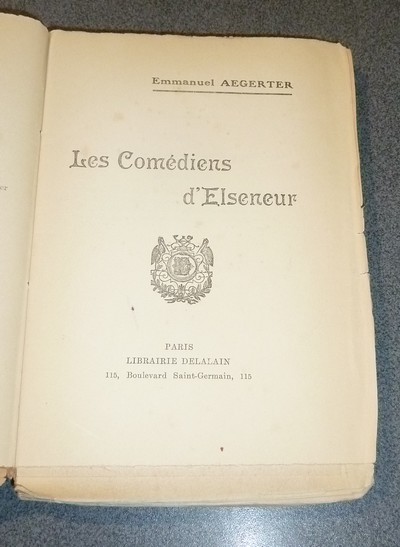 Emmanuel AEGERTER
Les Comédiens
d'Elseneur
PARIS
LIBRAIRIE DELALAIN
115, Boulevard Saint-Germain, 115